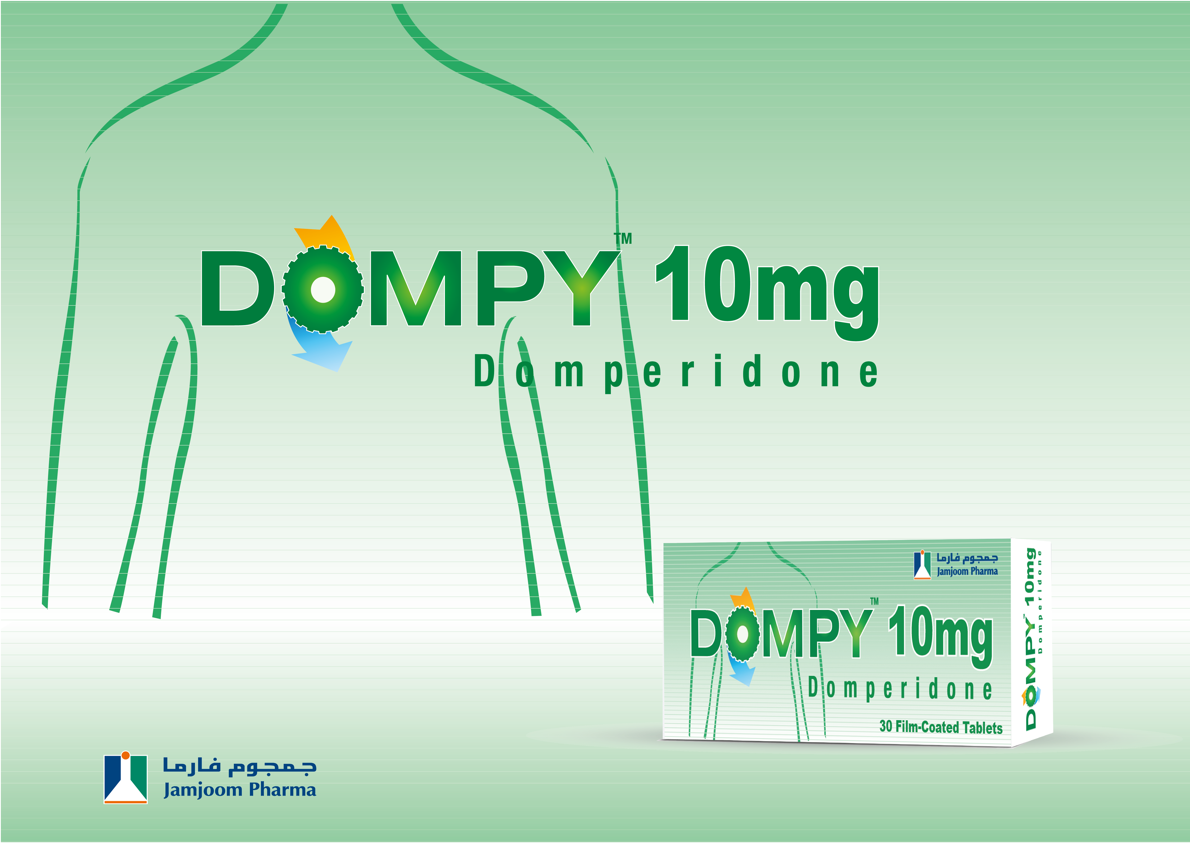 DOMPY™ 10mg
Domperidone
جمجوم فارما
Jamjoom Pharma
DOMPY™ 10mg
Domperidone
30 Film-Coated Tablets
DOMPY™ 10mg
Domperidone
جمجوم فارما
Jamjoom Pharma